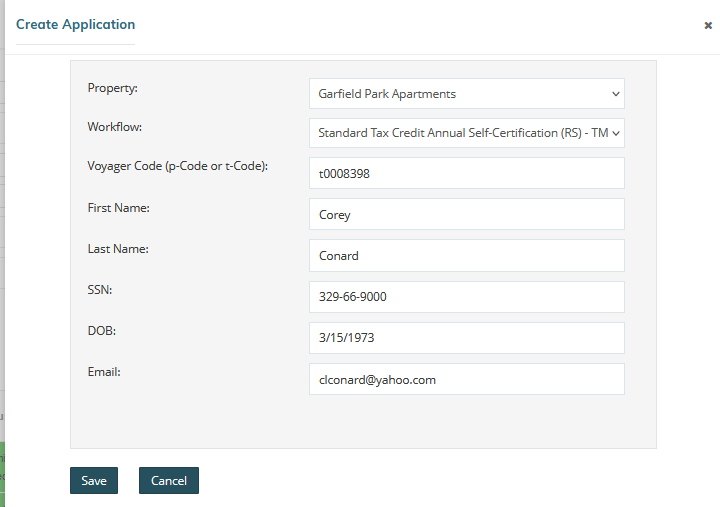 Create Application
Property:
Garfield Park Apartments
Workflow:
Standard Tax Credit Annual Self-Certification (RS) - TM
Voyager Code (p-Code or t-Code):
t0008398
First Name:
Corey
Last Name:
Conard
SSN:
329-66-9000
DOB:
3/15/1973
Email:
clconard@yahoo.com
Save Cancel